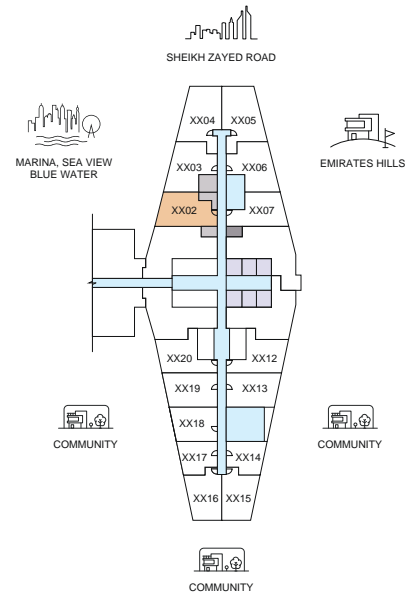 SHEIKH ZAYED ROAD
MARINA, SEA VIEW
BLUE WATER
EMIRATES HILLS
XX04 XX05
XX03 XX06
XX02 XX07
XX20 XX12
XX19 XX13
XX18
XX17 XX14
XX16 XX15
COMMUNITY
COMMUNITY
COMMUNITY